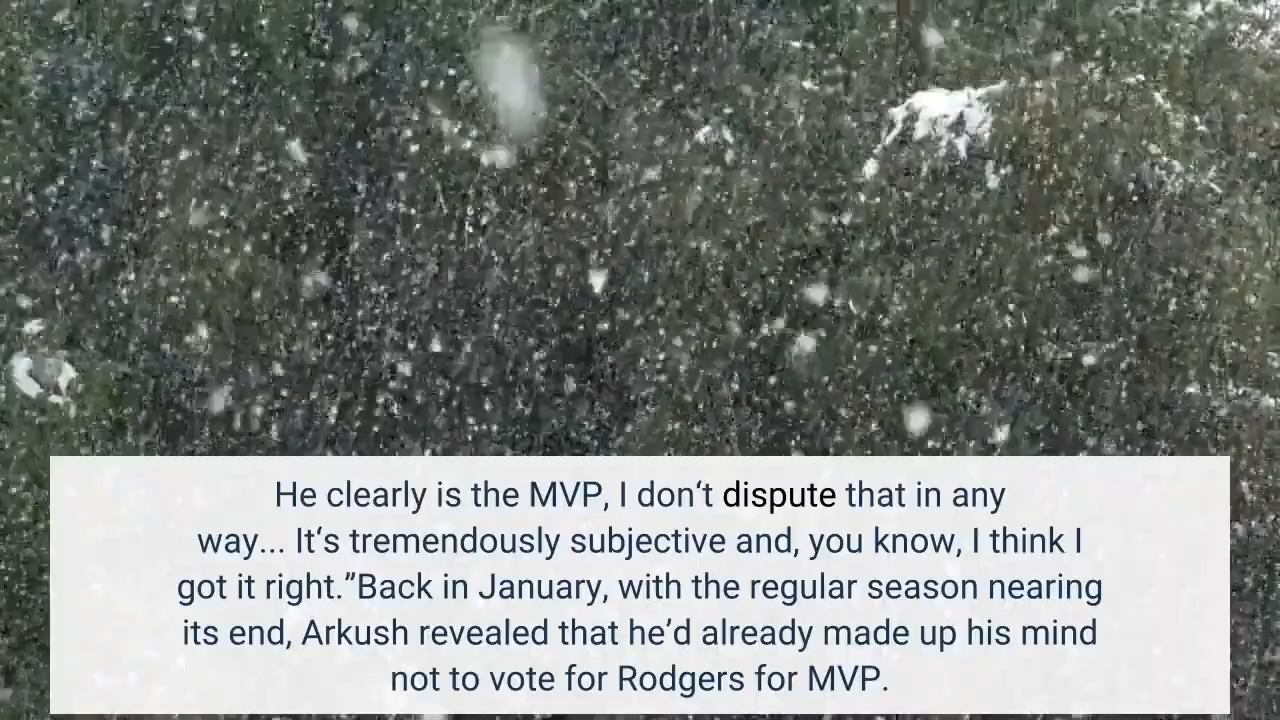 He clearly is the MVP, I don‘t dispute that in any
way... It‘s tremendously subjective and, you know, I think I
got it right.”Back in January, with the regular season nearing
its end, Arkush revealed that he’d already made up his mind
not to vote for Rodgers for MVP.